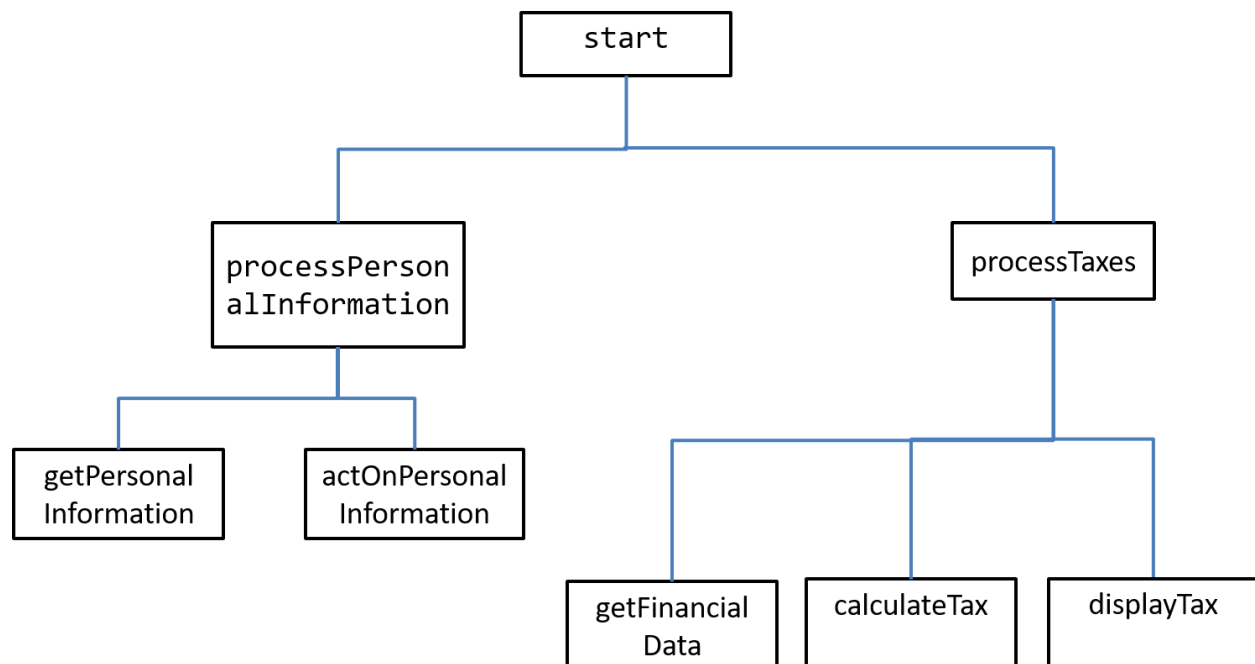 start
processPerson
alInformation
processTaxes
getPersonal
Information
actOnPersonal
Information
getFinancial
Data
calculateTax
displayTax